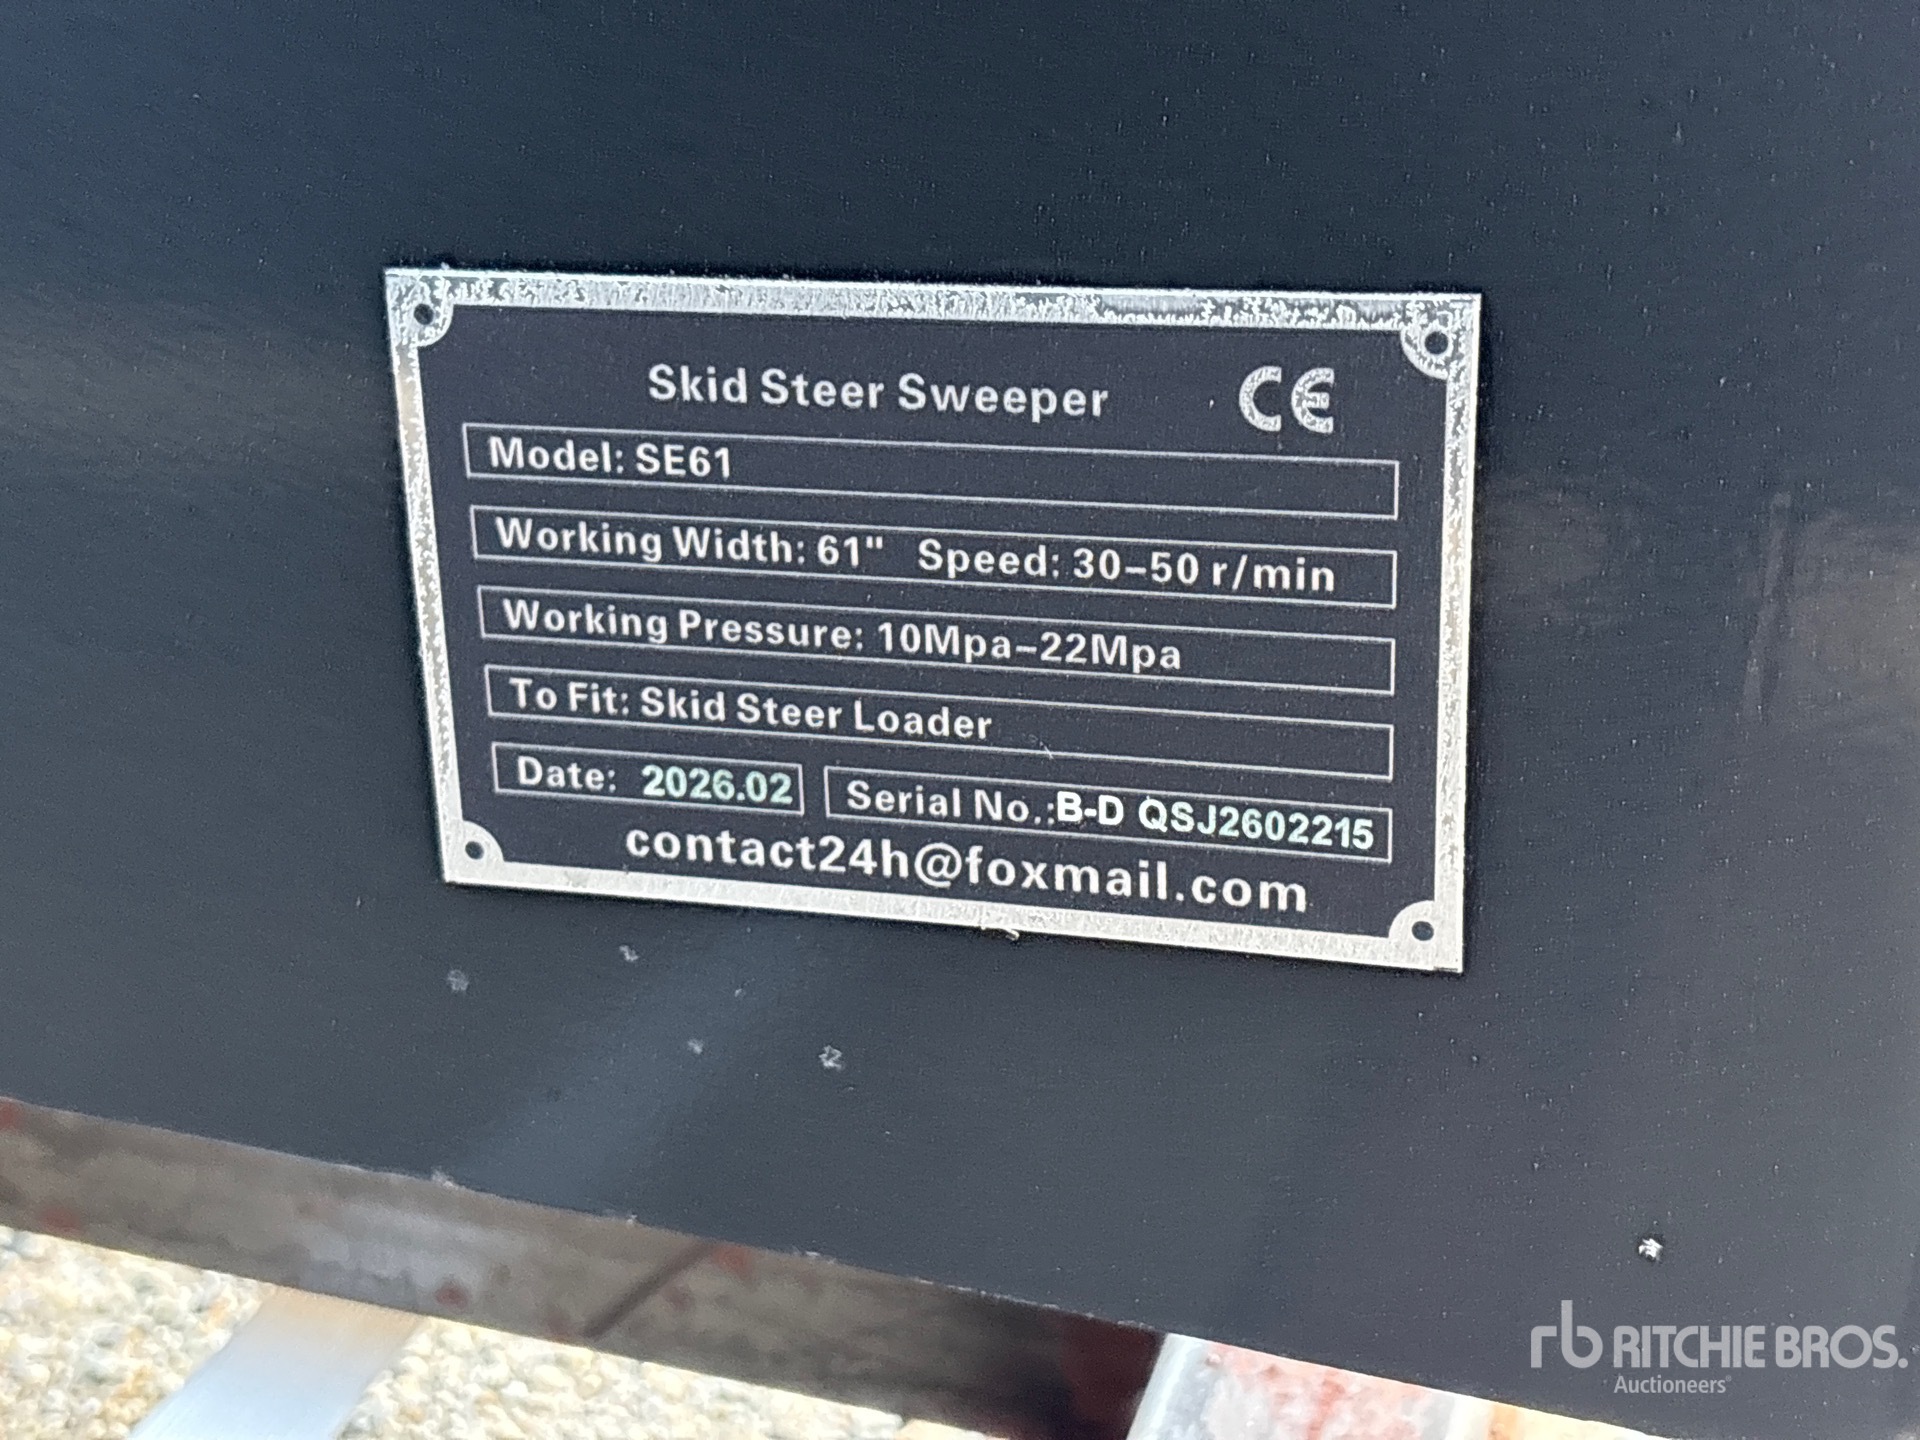 Skid Steer Sweeper CE
Model: SE61
Working Width: 61" Speed: 30-50 r/min
Working Pressure: 10Mpa-22Mpa
To Fit: Skid Steer Loader
Date: 2026.02 Serial No.:B-D QSJ2602215
contact24h@foxmail.com
rb RITCHIE BROS.
Auctioneers